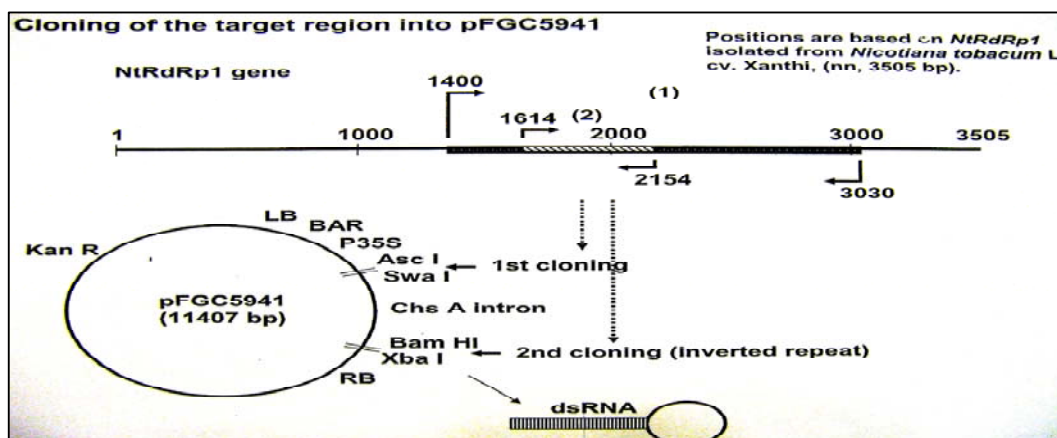 Cloning of the target region into pFGC5941
Positions are based on NtRdRp1
isolated from Nicotiana tobacum L
cv. Xanthi, (nn, 3505 bp).
NtRdRp1 gene
1400
(1)
1614
(2)
1
1000
2000
3000
3505
2154
3030
LB
BAR
P35S
Kan R
Asc I
Swa I
1st cloning
pFGC5941
(11407 bp)
Chs A intron
Bam HI
Xba I
2nd cloning (inverted repeat)
RB
dsRNA